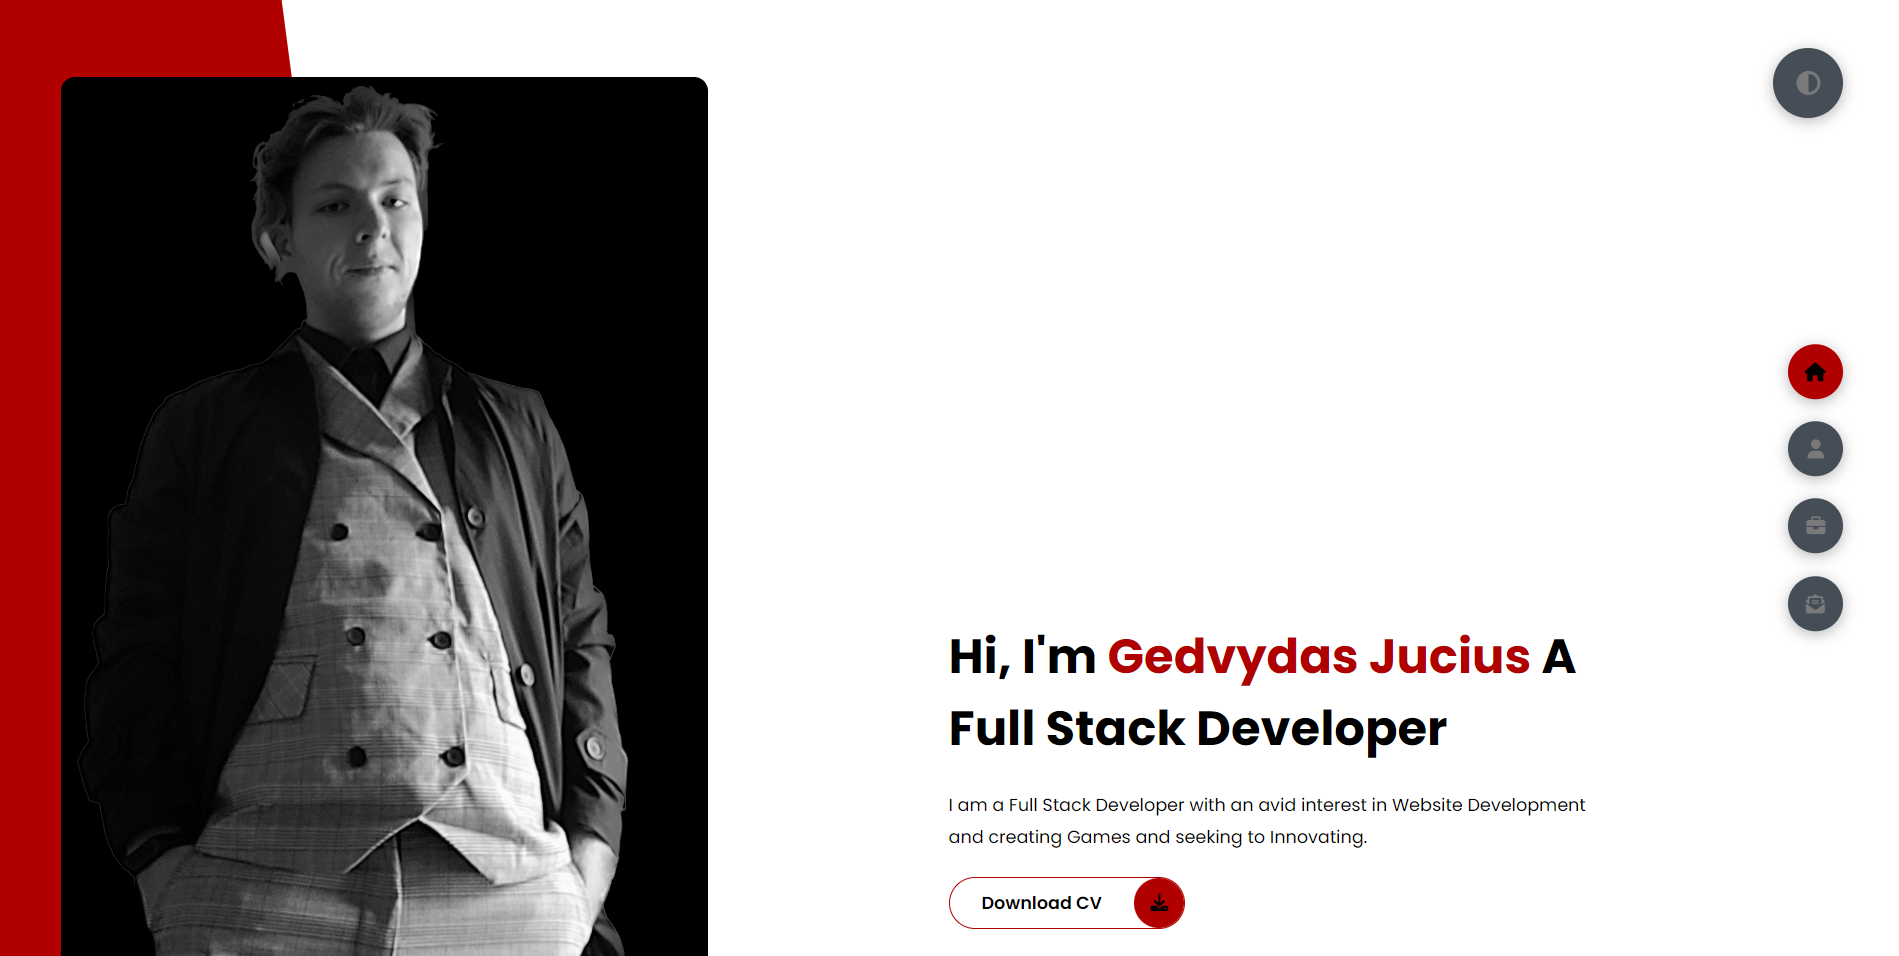 Hi, I'm Gedvydas Jucius A
Full Stack Developer
I am a Full Stack Developer with an avid interest in Website Development
and creating Games and seeking to Innovating.
Download CV